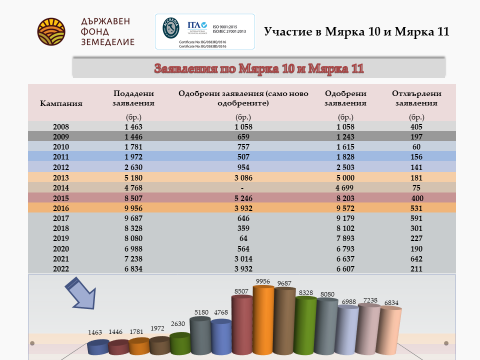 ДЪРЖАВЕН
ФОНД
ЗЕМЕДЕЛИЕ
ISO 9001:2015
ISO/IEC 27001:2013
Участие в Мярка 10 и Мярка 11
Заявления по Мярка 10 и Мярка 11
Кампания Подадени заявления (бр.) Одобрени заявления (само ново одобрените) (бр.) Одобрени заявления (бр.) Отхвърлени заявления (бр.)
2008 1 463 1 058 1 058 405
2009 1 446 659 1 243 197
2010 1 781 757 1 615 60
2011 1 972 507 1 828 156
2012 2 630 954 2 503 141
2013 5 180 3 086 5 000 181
2014 4 768 - 4 699 75
2015 8 507 5 246 8 203 400
2016 9 956 3 932 9 572 531
2017 9 687 646 9 179 591
2018 8 328 359 8 102 301
2019 8 080 64 7 893 227
2020 6 988 564 6 793 190
2021 7 238 3 014 6 637 642
2022 6 834 3 932 6 607 211
1463 1446 1781 1972 2630 5180 4768 8507 9956 9687 8328 8080 6988 7238 6834